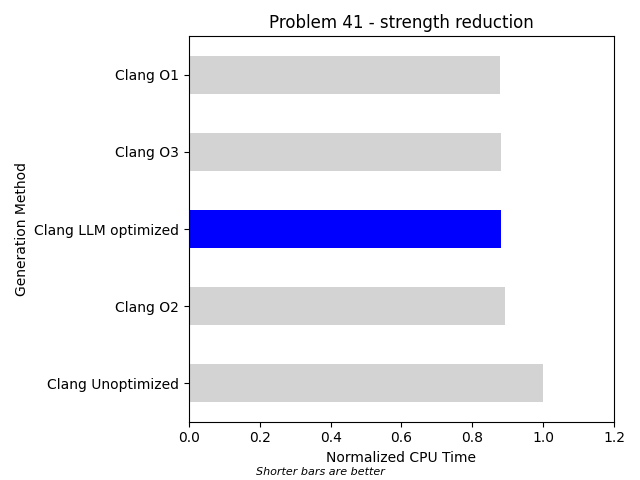 Problem 41 - strength reduction
Clang O1
Clang O3
Clang LLM optimized
Clang O2
Clang Unoptimized
Generation Method
0.0 0.2 0.4 0.6 0.8 1.0 1.2
Normalized CPU Time
Shorter bars are better